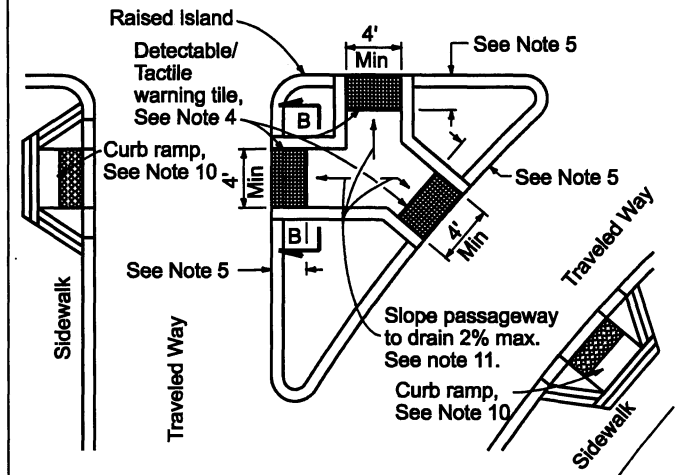 Raised Island
Detectable/
Tactile
warning tile,
See Note 4
4'
Min
See Note 5
B
Curb ramp,
See Note 10
4'
Min
See Note 5
4'
Min
B
See Note 5
Traveled Way
Sidewalk
Traveled Way
Slope passageway
to drain 2% max.
See note 11.
Curb ramp,
See Note 10
Sidewalk